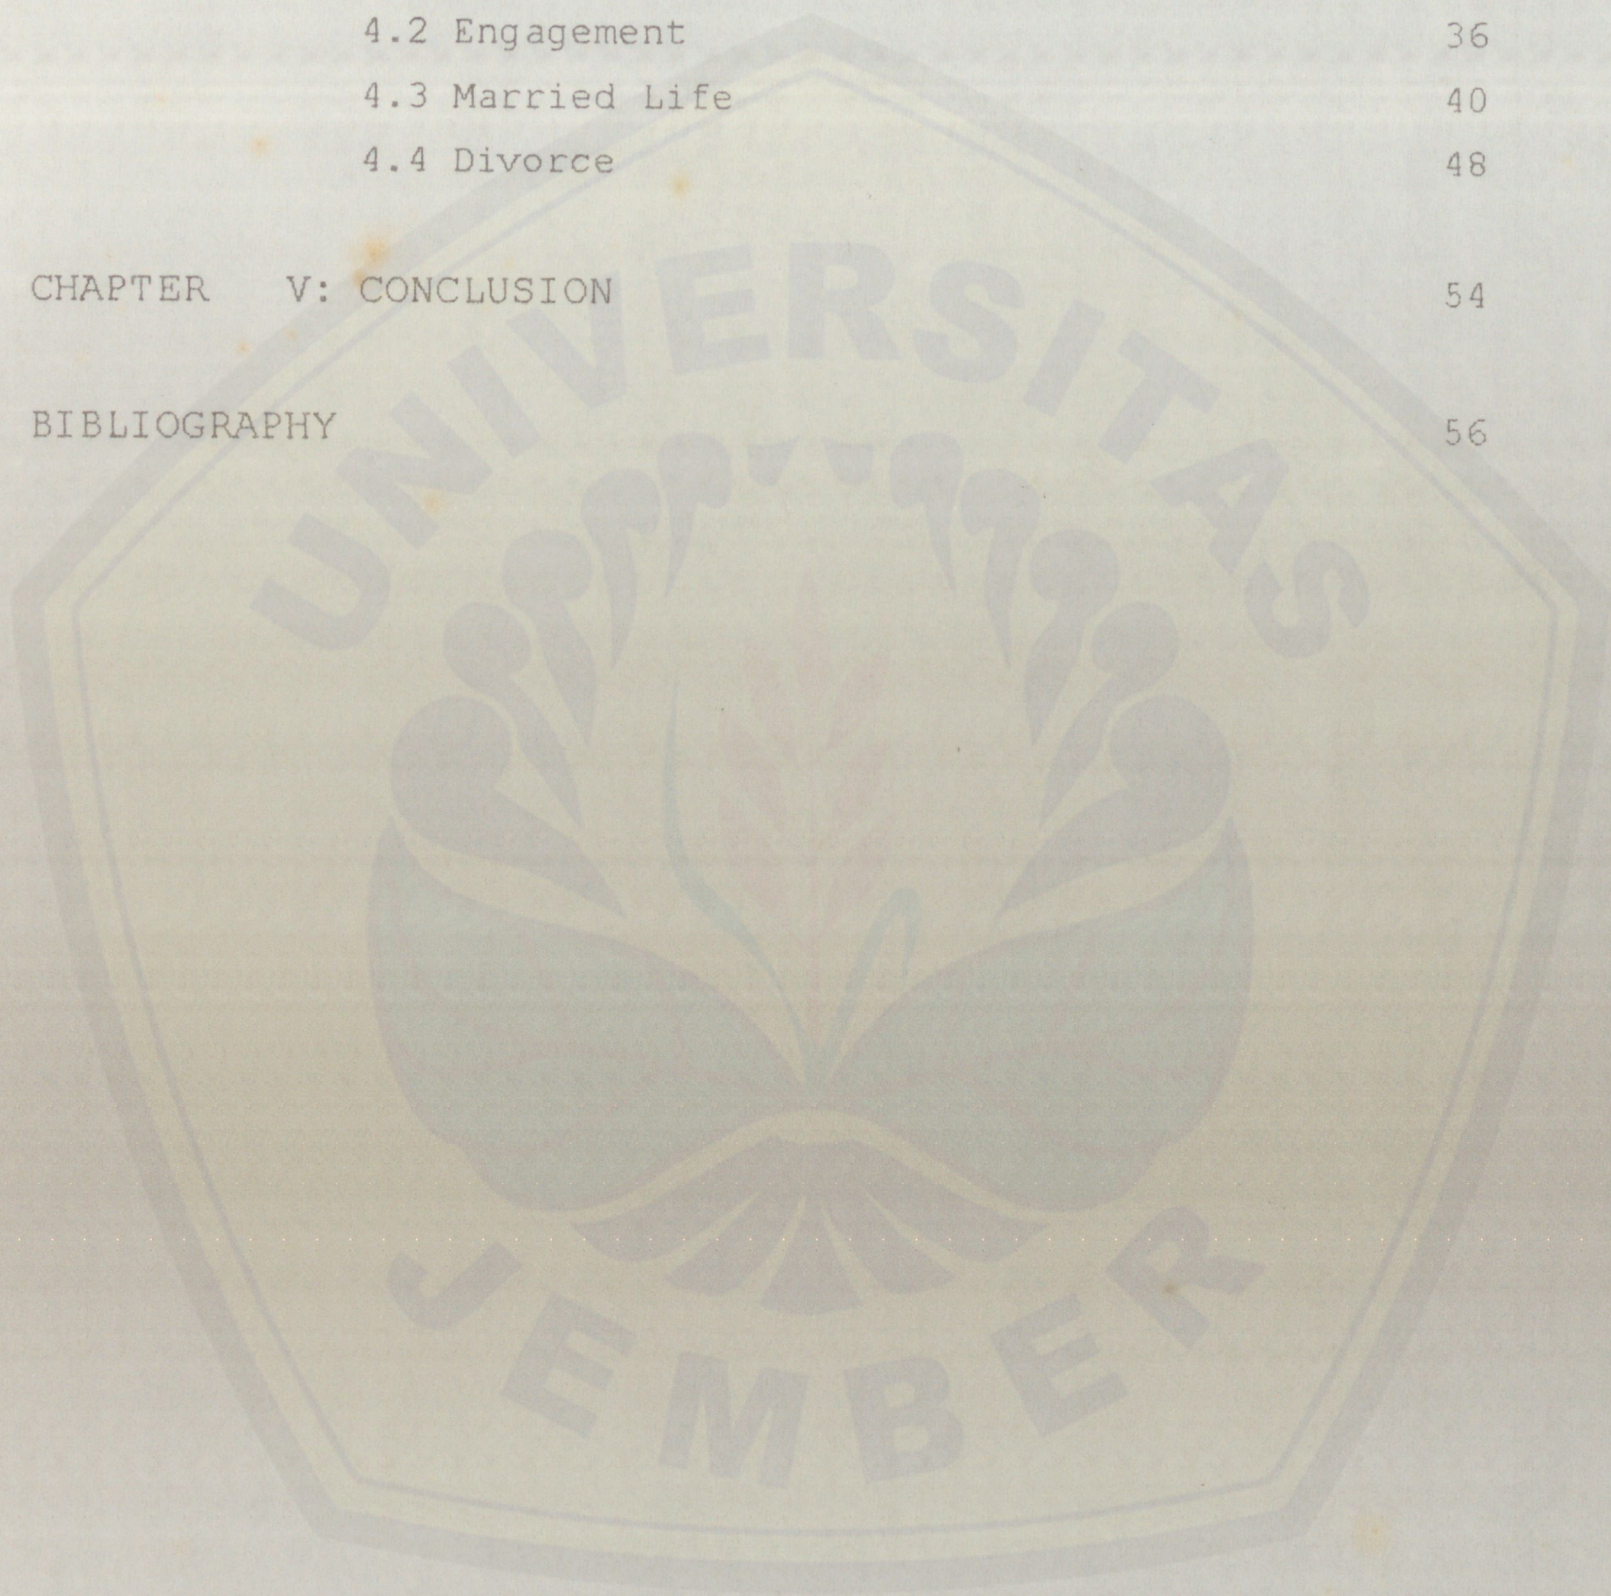 4.2 Engagement 36
4.3 Married Life 40
4.4 Divorce 48
CHAPTER V: CONCLUSION 54
BIBLIOGRAPHY 56
UNIVERSITAS
JEMBER